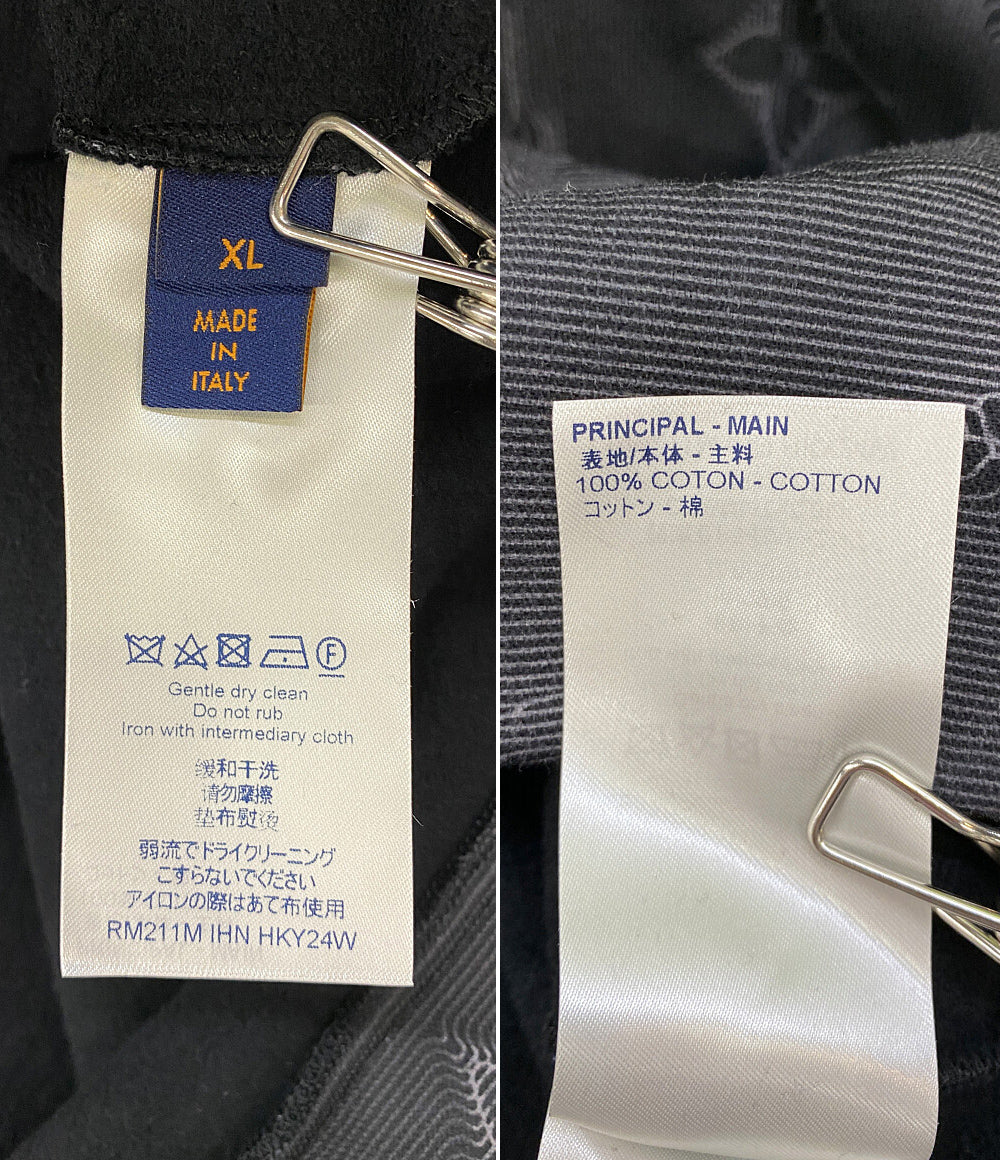 XL
MADE
IN
ITALY
F
Gentle dry clean
Do not rub
Iron with intermediary cloth
缓和干洗
请勿摩擦
垫布熨烫
弱流でドライクリーニング
こすらないでください
アイロンの際はあて布使用
RM211M IHN HKY24W
PRINCIPAL - MAIN
表地/本体 - 主料
100% COTON - COTTON
コットン - 棉